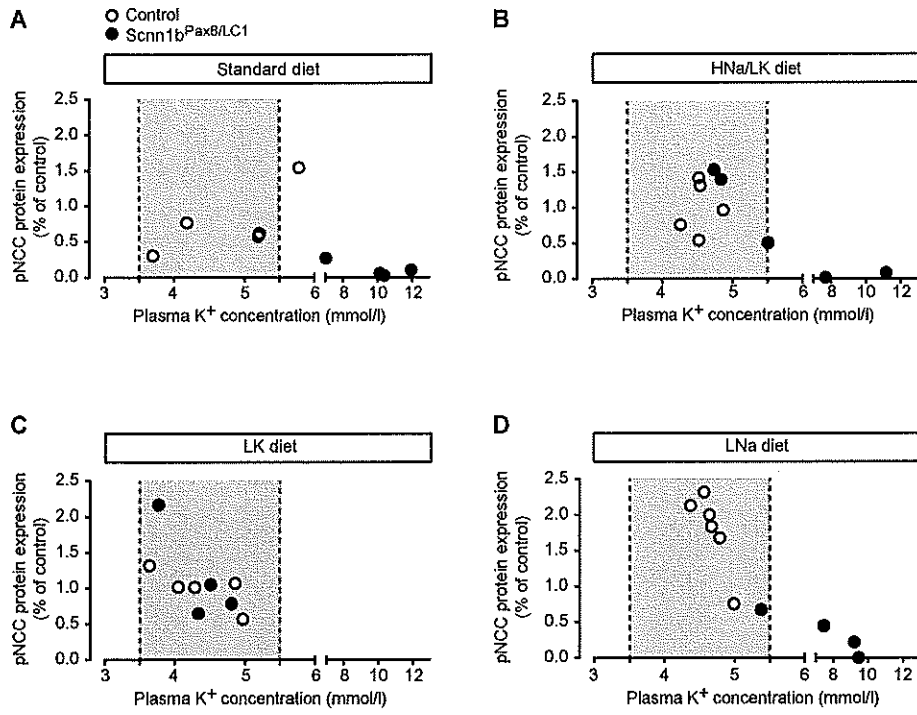 A
Control
Scnn1b^Pax8/LC1
Standard diet
pNCC protein expression
(% of control)
2.5
2.0
1.5
1.0
0.5
0.0
3 4 5 6 8 10 12
Plasma K+ concentration (mmol/l)
B
HNa/LK diet
pNCC protein expression
(% of control)
2.5
2.0
1.5
1.0
0.5
0.0
3 4 5 6 8 10 12
Plasma K+ concentration (mmol/l)
C
LK diet
pNCC protein expression
(% of control)
2.5
2.0
1.5
1.0
0.5
0.0
3 4 5 6 8 10 12
Plasma K+ concentration (mmol/l)
D
LNa diet
pNCC protein expression
(% of control)
2.5
2.0
1.5
1.0
0.5
0.0
3 4 5 6 8 10 12
Plasma K+ concentration (mmol/l)